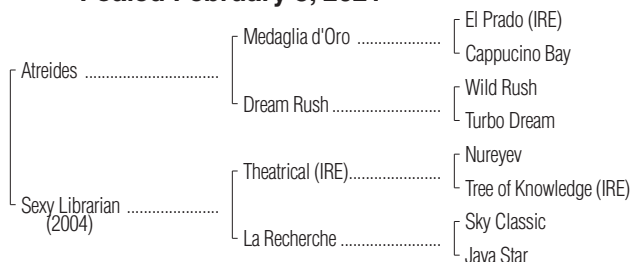 Foaled February 2021
El Prado (IRE)
Medaglia d'Oro
Cappucino Bay
Atreides
Wild Rush
Dream Rush
Turbo Dream
Nureyev
Theatrical (IRE)
Tree of Knowledge (IRE)
Sexy Librarian
(2004)
Sky Classic
La Recherche
Java Star